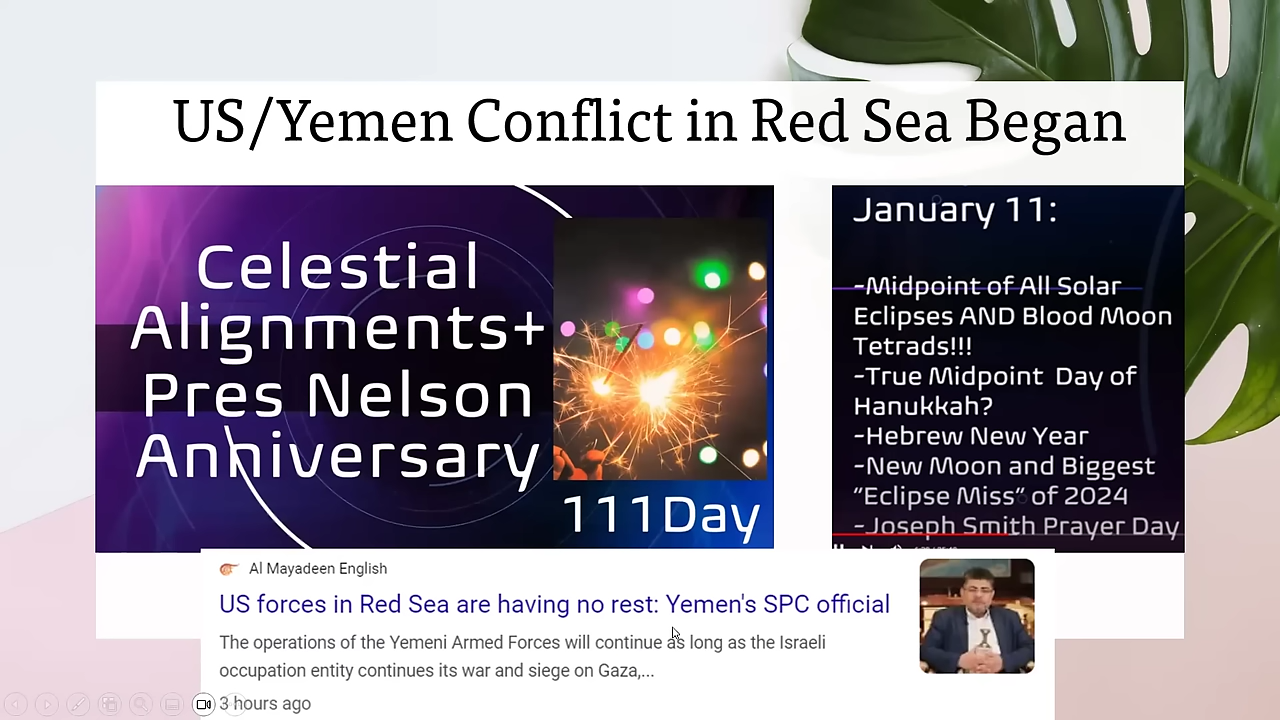 US/Yemen Conflict in Red Sea Began
Celestial
Alignments+
Pres Nelson
Anniversary
111Day
January 11:
-Midpoint of All Solar
Eclipses AND Blood Moon
Tetrads!!!
-True Midpoint Day of
Hanukkah?
-Hebrew New Year
-New Moon and Biggest
"Eclipse Miss" of 2024
-Joseph Smith Prayer Day
Al Mayadeen English
US forces in Red Sea are having no rest: Yemen's SPC official
The operations of the Yemeni Armed Forces will continue as long as the Israeli
occupation entity continues its war and siege on Gaza,...
3 hours ago